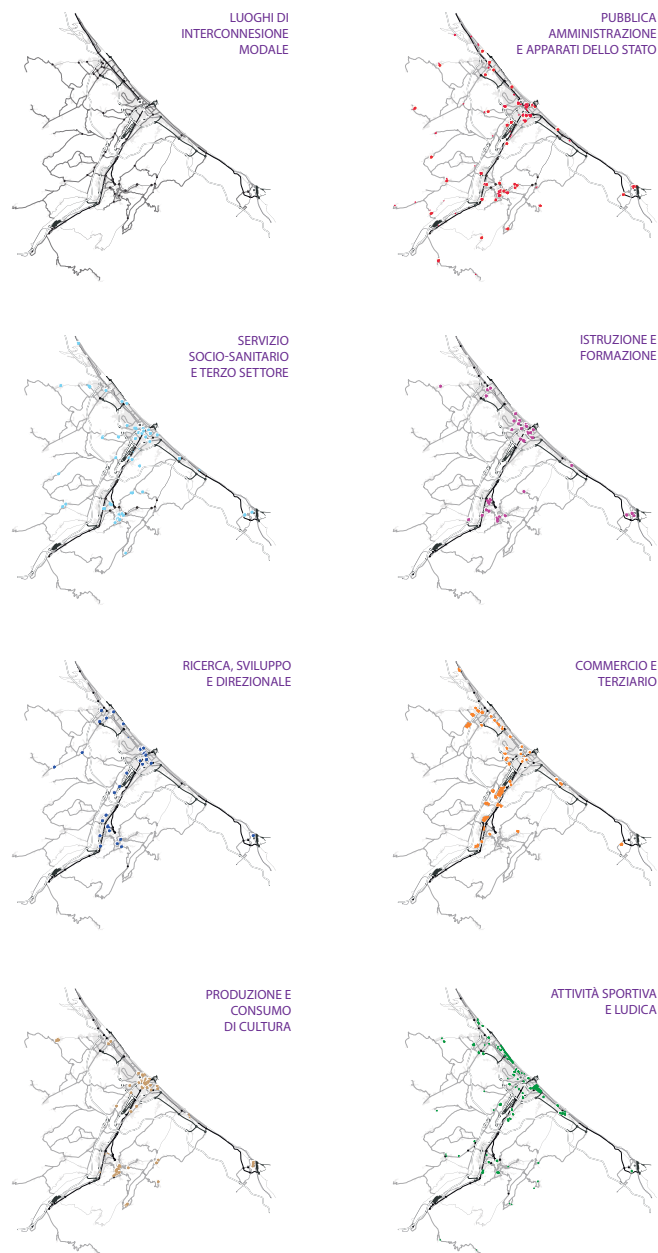 LUOGHI DI
INTERCONNESIONE
MODALE
PUBBLICA
AMMINISTRAZIONE
E APPARATI DELLO STATO
SERVIZIO
SOCIO-SANITARIO
E TERZO SETTORE
ISTRUZIONE E
FORMAZIONE
RICERCA, SVILUPPO
E DIREZIONALE
COMMERCIO E
TERZIARIO
PRODUZIONE E
CONSUMO
DI CULTURA
ATTIVITÀ SPORTIVA
E LUDICA